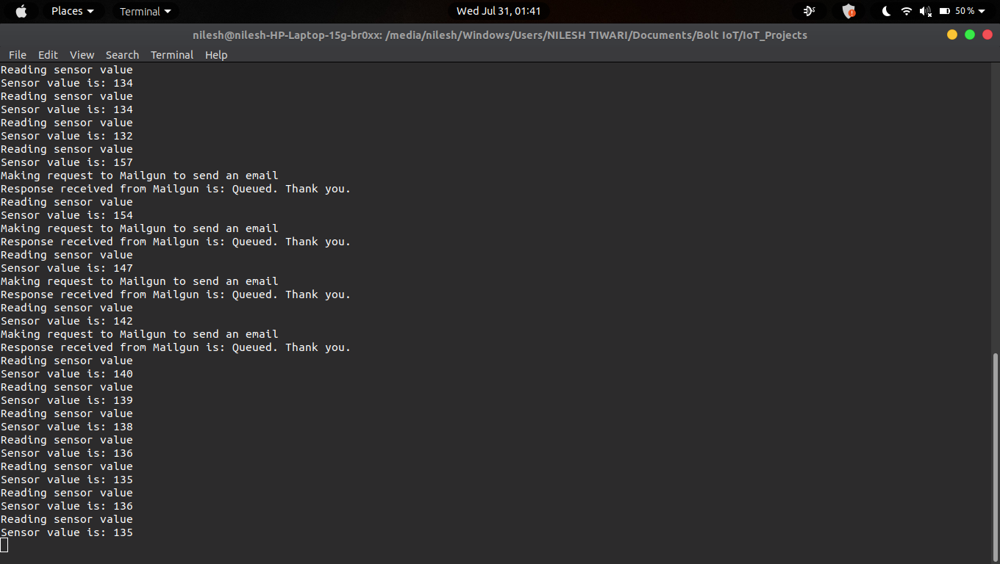 Places Terminal Wed Jul 31, 01:41 50 %
nilesh@nilesh-HP-Laptop-15g-br0xx: /media/nilesh/Windows/Users/NILESH TIWARI/Documents/Bolt IoT/IoT_Projects
File Edit View Search Terminal Help
Reading sensor value
Sensor value is: 134
Reading sensor value
Sensor value is: 134
Reading sensor value
Sensor value is: 132
Reading sensor value
Sensor value is: 157
Making request to Mailgun to send an email
Response received from Mailgun is: Queued. Thank you.
Reading sensor value
Sensor value is: 154
Making request to Mailgun to send an email
Response received from Mailgun is: Queued. Thank you.
Reading sensor value
Sensor value is: 147
Making request to Mailgun to send an email
Response received from Mailgun is: Queued. Thank you.
Reading sensor value
Sensor value is: 142
Making request to Mailgun to send an email
Response received from Mailgun is: Queued. Thank you.
Reading sensor value
Sensor value is: 140
Reading sensor value
Sensor value is: 139
Reading sensor value
Sensor value is: 138
Reading sensor value
Sensor value is: 136
Reading sensor value
Sensor value is: 135
Reading sensor value
Sensor value is: 136
Reading sensor value
Sensor value is: 135